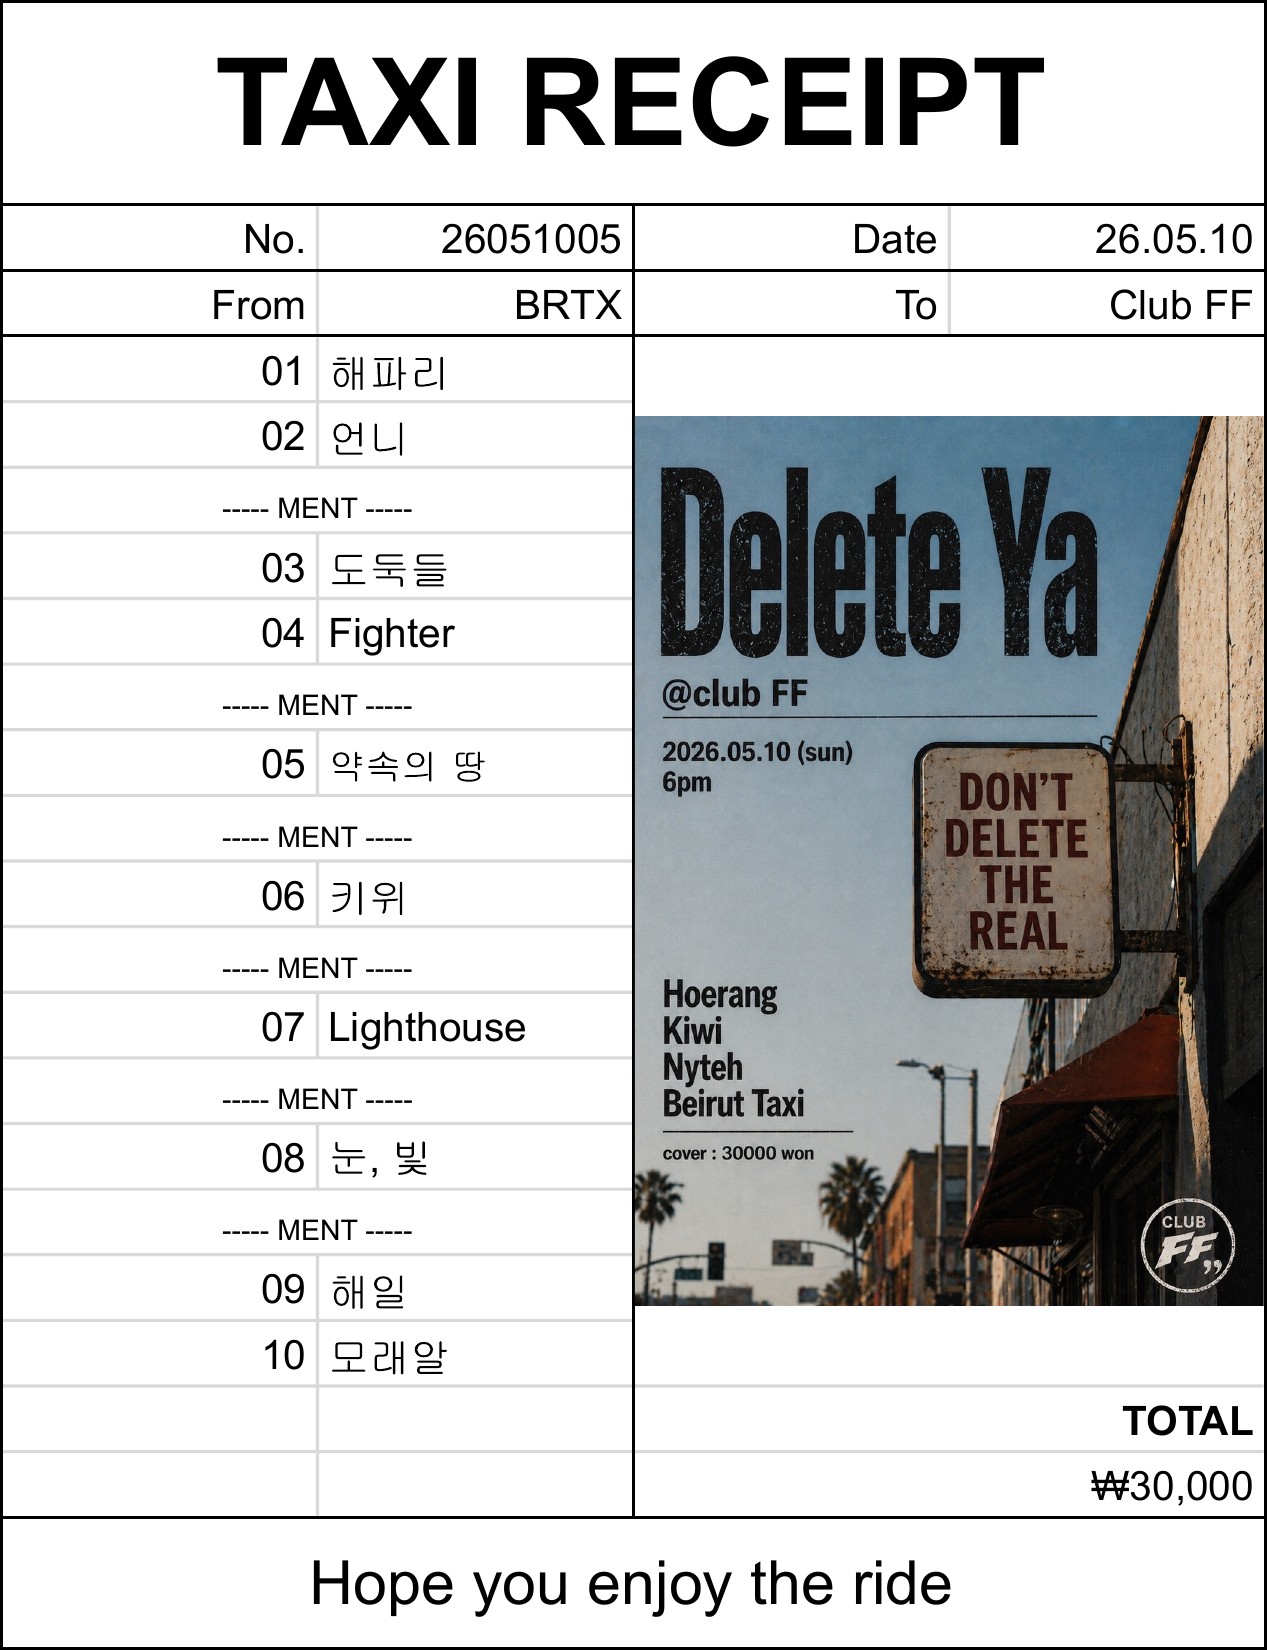 TAXI RECEIPT
No. 26051005 Date 26.05.10
From BRTX To Club FF
01 해파리
02 언니
----- MENT -----
03 도둑들
04 Fighter
----- MENT -----
05 약속의 땅
----- MENT -----
06 키위
----- MENT -----
07 Lighthouse
----- MENT -----
08 눈, 빛
----- MENT -----
09 해일
10 모래알
Delete Ya
@club FF
2026.05.10 (sun)
6pm
DON'T
DELETE
THE
REAL
Hoerang
Kiwi
Nyteh
Beirut Taxi
cover : 30000 won
CLUB
FF
TOTAL
₩30,000
Hope you enjoy the ride